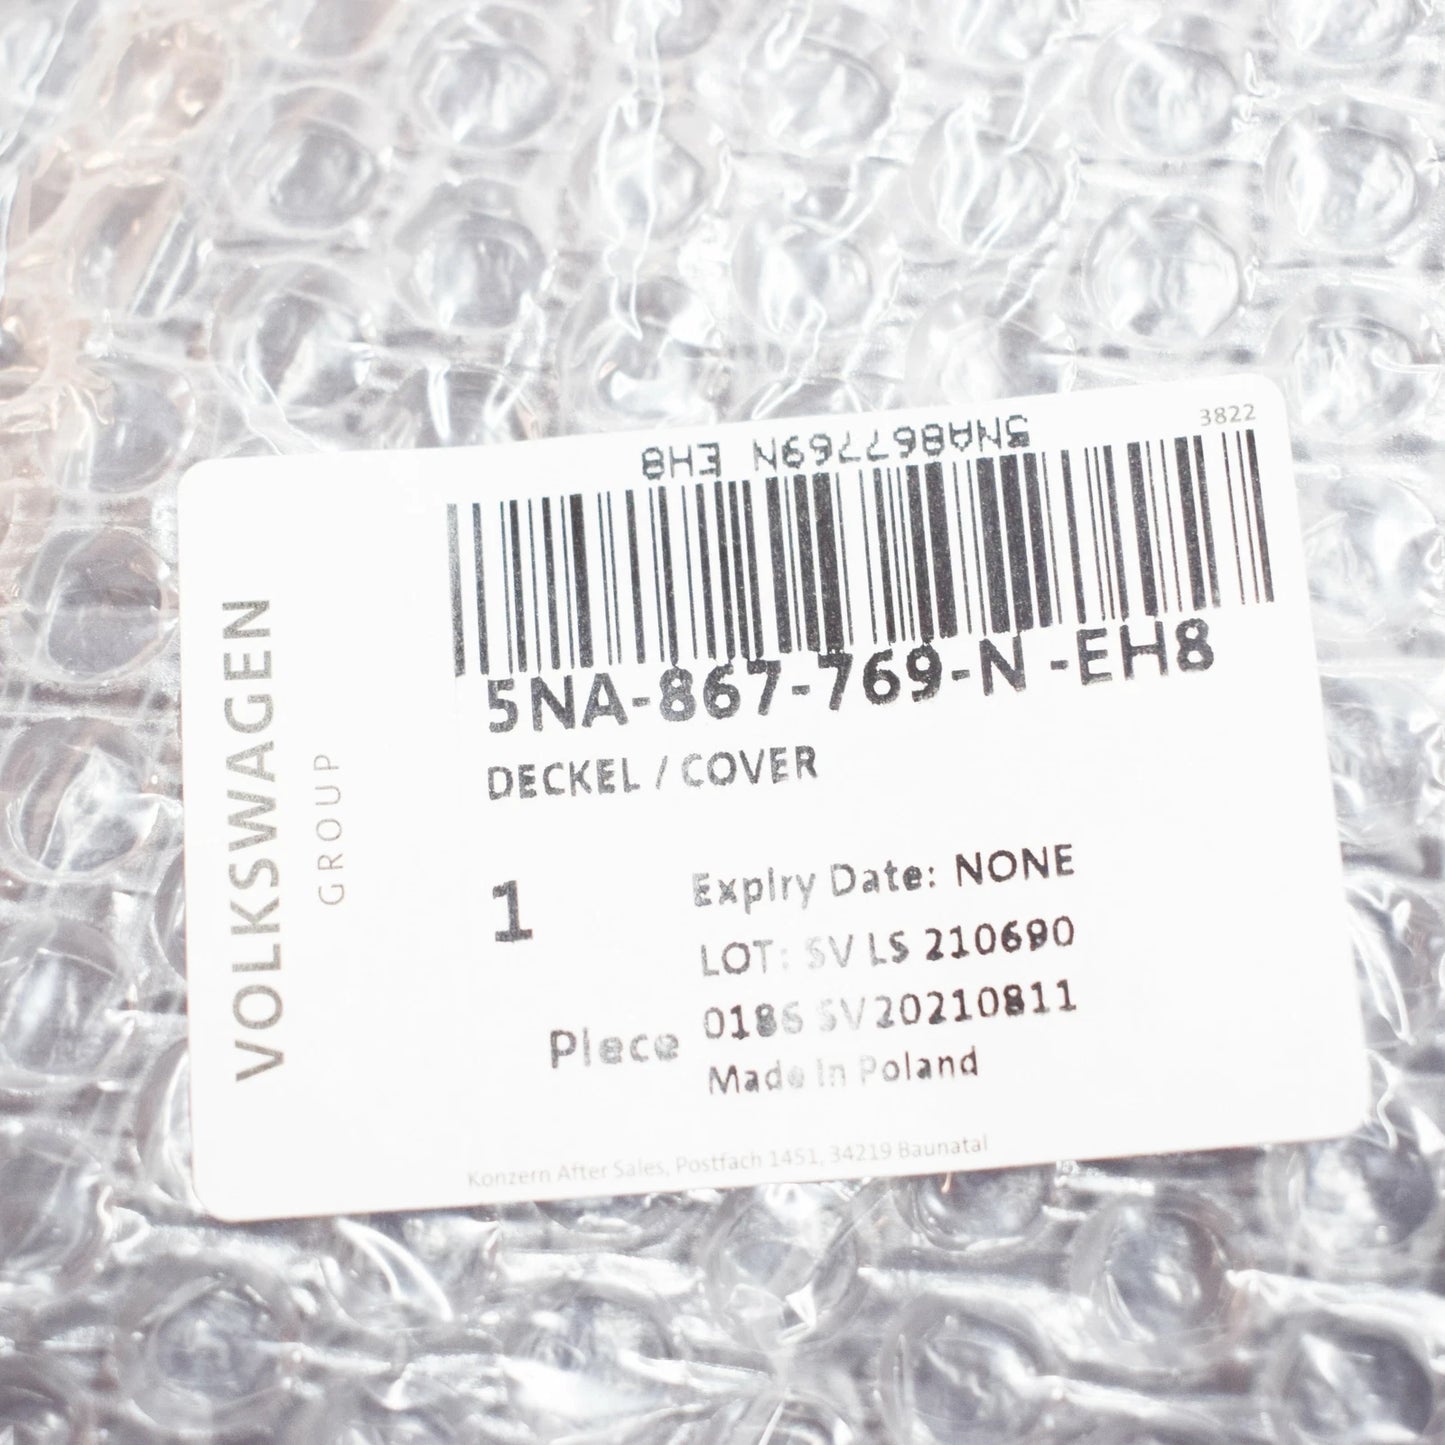 3822
5NA867769N EH8
5NA-867-769-N -EH8
DECKEL / COVER
1
Piece
Expiry Date: NONE
LOT: SV LS 210690
0186 SV20210811
Made in Poland
Konzern After Sales, Postfach 1451, 34219 Baunatal
VOLKSWAGEN
GROUP